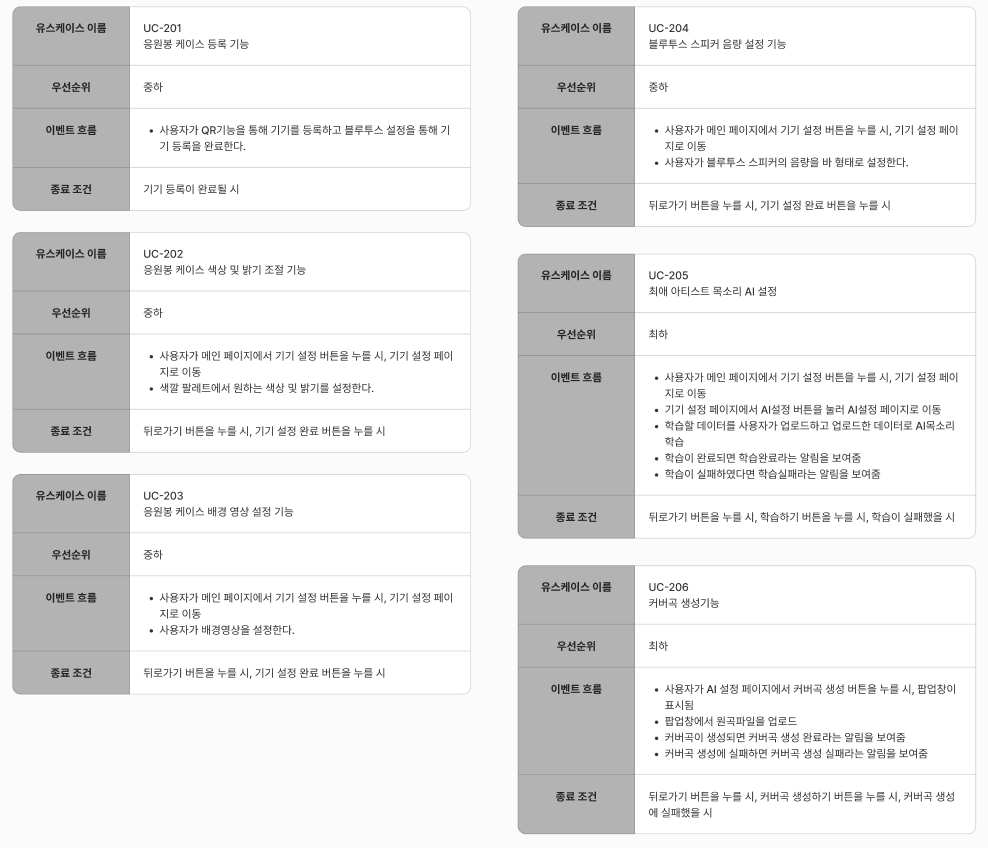 유스케이스 이름
UC-201
응원봉 케이스 등록 기능
우선순위
중하
이벤트 흐름
• 사용자가 QR기능을 통해 기기를 등록하고 블루투스 설정을 통해 기
기 등록을 완료한다.
종료 조건
기기 등록이 완료될 시
유스케이스 이름
UC-202
응원봉 케이스 색상 및 밝기 조절 기능
우선순위
중하
이벤트 흐름
• 사용자가 메인 페이지에서 기기 설정 버튼을 누를 시, 기기 설정 페이
지로 이동
• 색깔 팔레트에서 원하는 색상 및 밝기를 설정한다.
종료 조건
뒤로가기 버튼을 누를 시, 기기 설정 완료 버튼을 누를 시
유스케이스 이름
UC-203
응원봉 케이스 배경 영상 설정 기능
우선순위
중하
이벤트 흐름
• 사용자가 메인 페이지에서 기기 설정 버튼을 누를 시, 기기 설정 페이
지로 이동
• 사용자가 배경영상을 설정한다.
종료 조건
뒤로가기 버튼을 누를 시, 기기 설정 완료 버튼을 누를 시
유스케이스 이름
UC-204
블루투스 스피커 음량 설정 기능
우선순위
중하
이벤트 흐름
• 사용자가 메인 페이지에서 기기 설정 버튼을 누를 시, 기기 설정 페이
지로 이동
• 사용자가 블루투스 스피커의 음량을 바 형태로 설정한다.
종료 조건
뒤로가기 버튼을 누를 시, 기기 설정 완료 버튼을 누를 시
유스케이스 이름
UC-205
최애 아티스트 목소리 AI 설정
우선순위
최하
이벤트 흐름
• 사용자가 메인 페이지에서 기기 설정 버튼을 누를 시, 기기 설정 페이
지로 이동
• 기기 설정 페이지에서 AI설정 버튼을 눌러 AI설정 페이지로 이동
• 학습할 데이터를 사용자가 업로드하고 업로드한 데이터로 AI목소리
학습
• 학습이 완료되면 학습완료라는 알림을 보여줌
• 학습이 실패하였다면 학습실패라는 알림을 보여줌
종료 조건
뒤로가기 버튼을 누를 시, 학습하기 버튼을 누를 시, 학습이 실패했을 시
유스케이스 이름
UC-206
커버곡 생성기능
우선순위
최하
이벤트 흐름
• 사용자가 AI 설정 페이지에서 커버곡 생성 버튼을 누를 시, 팝업창이
표시됨
• 팝업창에서 원곡파일을 업로드
• 커버곡이 생성되면 커버곡 생성 완료라는 알림을 보여줌
• 커버곡 생성에 실패하면 커버곡 생성 실패라는 알림을 보여줌
종료 조건
뒤로가기 버튼을 누를 시, 커버곡 생성하기 버튼을 누를 시, 커버곡 생성
에 실패했을 시